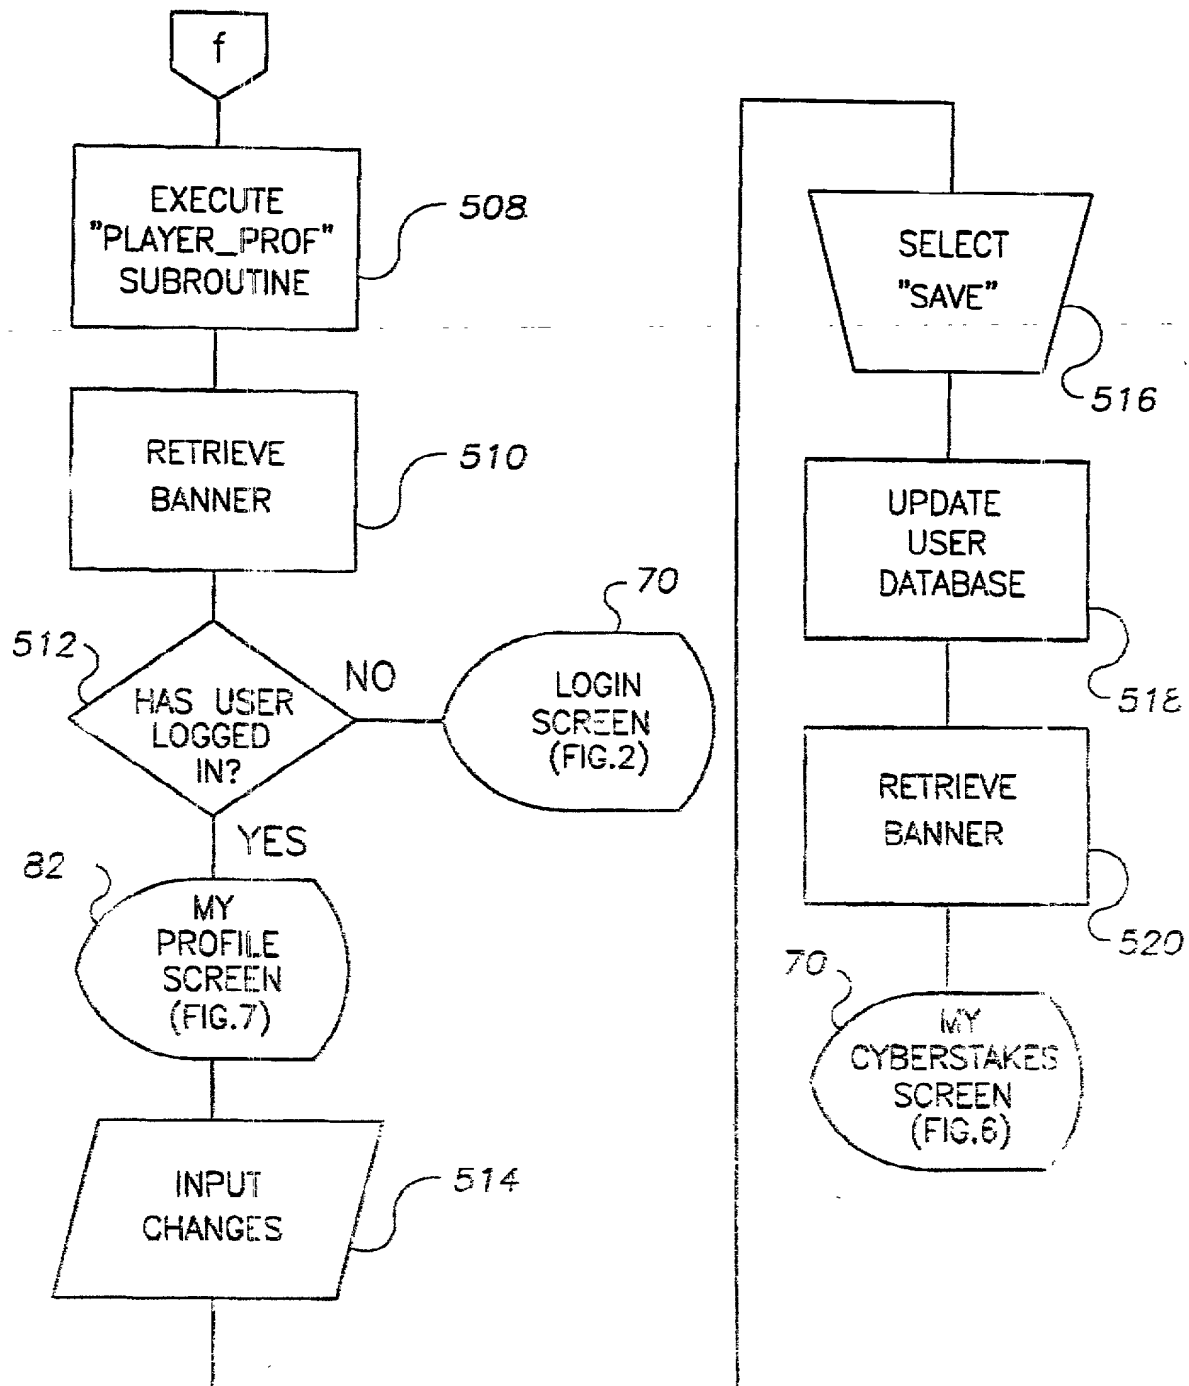 f
EXECUTE
"PLAYER_PROF"
SUBROUTINE
508
RETRIEVE
BANNER
510
512
HAS USER
LOGGED
IN?
NO
70
LOGIN
SCREEN
(FIG.2)
YES
82
MY
PROFILE
SCREEN
(FIG.7)
INPUT
CHANGES
514
SELECT
"SAVE"
516
UPDATE
USER
DATABASE
518
RETRIEVE
BANNER
520
70
MY
CYBERSTAKES
SCREEN
(FIG.6)